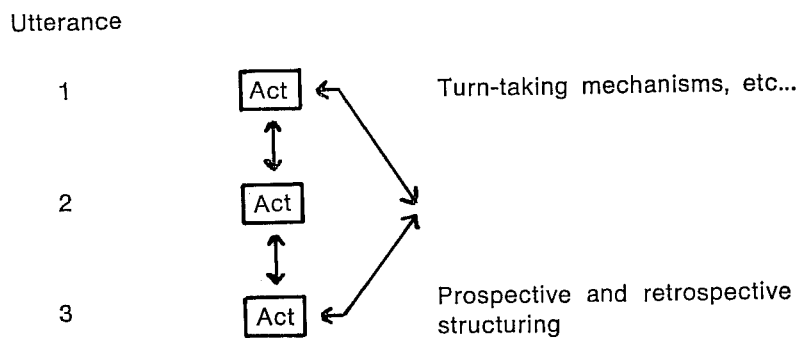 Utterance
1 Act Turn-taking mechanisms, etc...
2 Act
3 Act Prospective and retrospective
structuring